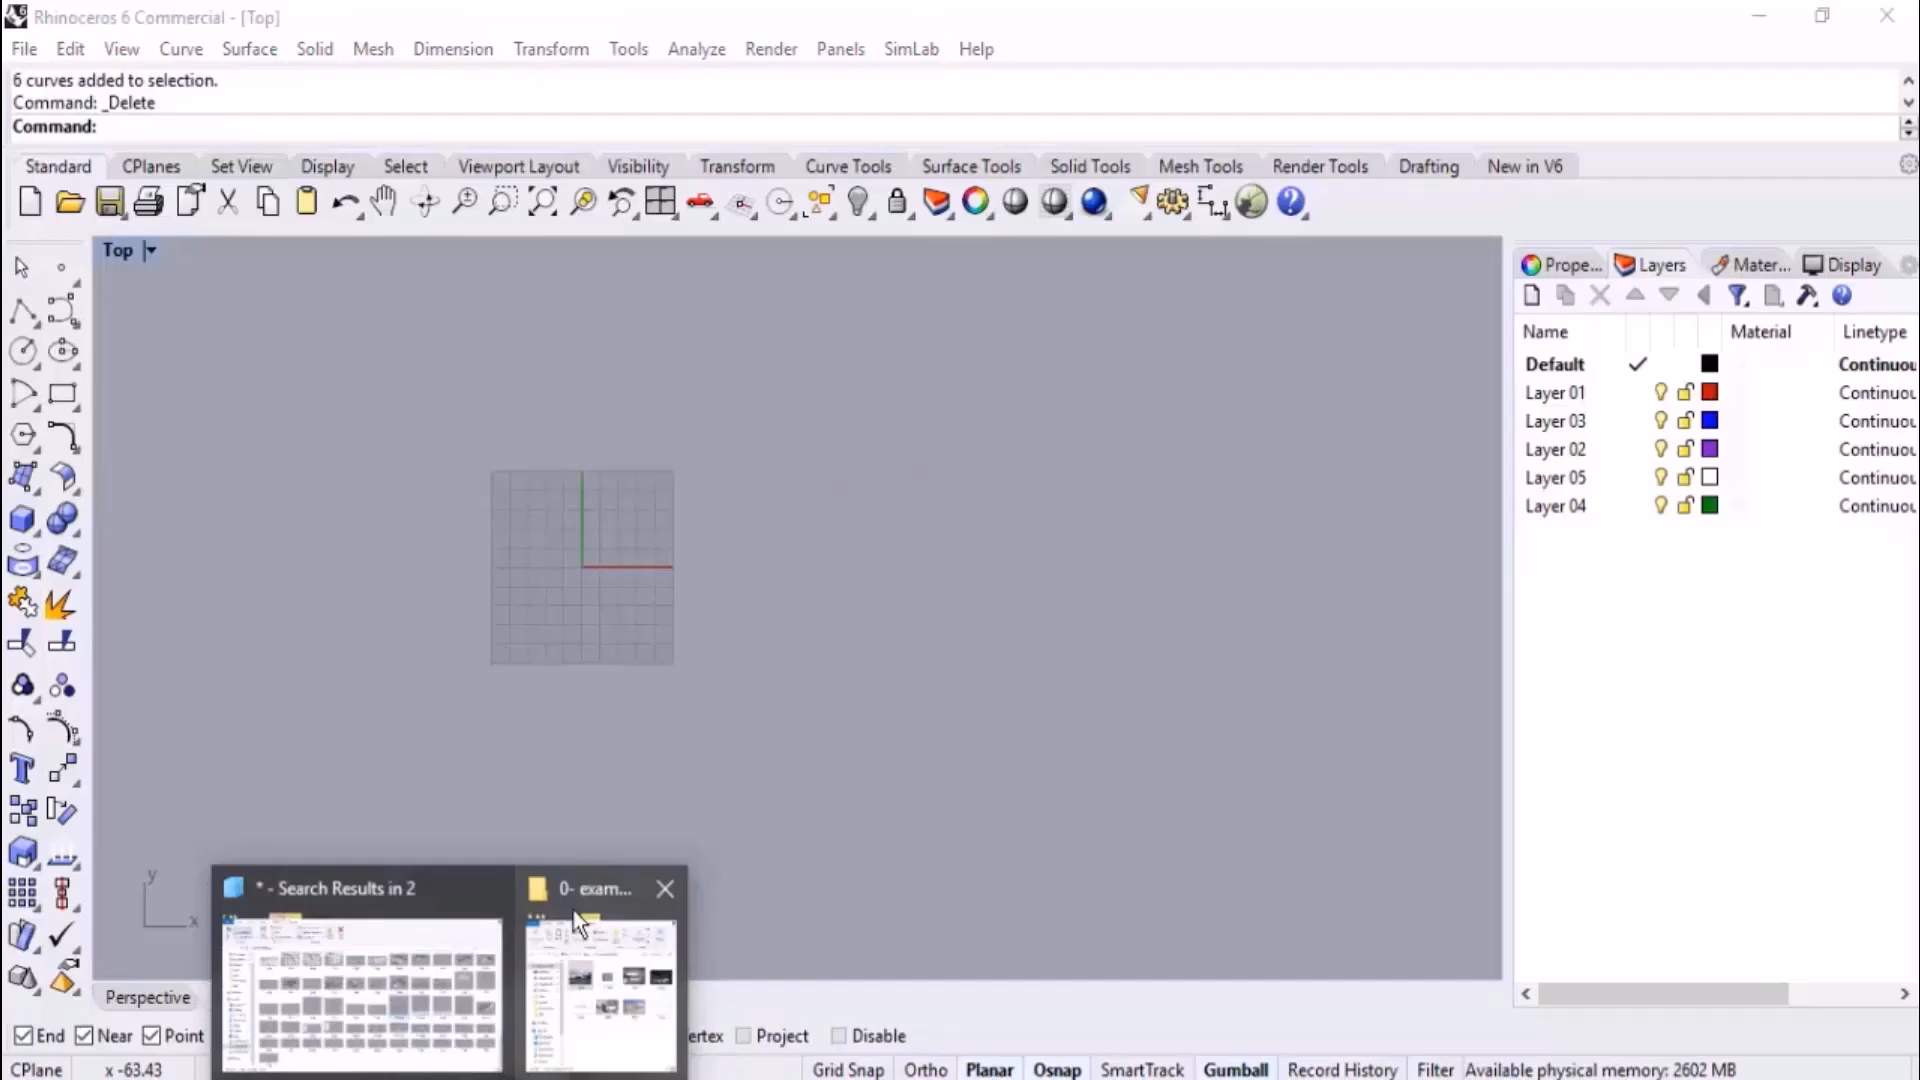 Rhinoceros 6 Commercial - [Top]
File Edit View Curve Surface Solid Mesh Dimension Transform Tools Analyze Render Panels SimLab Help
6 curves added to selection.
Command: _Delete
Command:
Standard CPlanes Set View Display Select Viewport Layout Visibility Transform Curve Tools Surface Tools Solid Tools Mesh Tools Render Tools Drafting New in V6
Top
Prope... Layers Mater... Display
Name Material Linetype
Default Continuou
Layer 01 Continuou
Layer 03 Continuou
Layer 02 Continuou
Layer 05 Continuou
Layer 04 Continuou
y
x
* - Search Results in 2
0- exam...
Perspective
End Near Point ertex Project Disable
CPlane x -63.43 Grid Snap Ortho Planar Osnap SmartTrack Gumball Record History Filter Available physical memory: 2602 MB